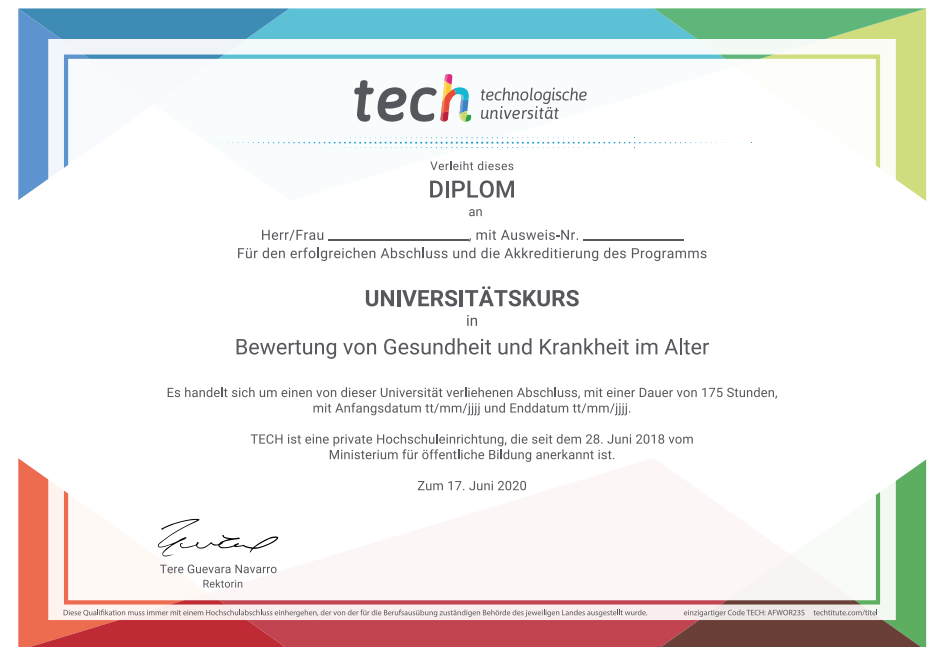 tech technologische
universität
Verleiht dieses
DIPLOM
an
Herr/Frau ____________, mit Ausweis-Nr. ____________
Für den erfolgreichen Abschluss und die Akkreditierung des Programms
UNIVERSITÄTSKURS
in
Bewertung von Gesundheit und Krankheit im Alter
Es handelt sich um einen von dieser Universität verliehenen Abschluss, mit einer Dauer von 175 Stunden,
mit Anfangsdatum tt/mm/jjjj und Enddatum tt/mm/jjjj.
TECH ist eine private Hochschuleinrichtung, die seit dem 28. Juni 2018 vom
Ministerium für öffentliche Bildung anerkannt ist.
Zum 17. Juni 2020
Tere Guevara Navarro
Rektorin
Diese Qualifikation muss immer mit einem Hochschulabschluss einhergehen, der von der für die Berufsausübung zuständigen Behörde des jeweiligen Landes ausgestellt wurde. einzigartiger Code TECH: AFWOR23S techtitute.com/titel